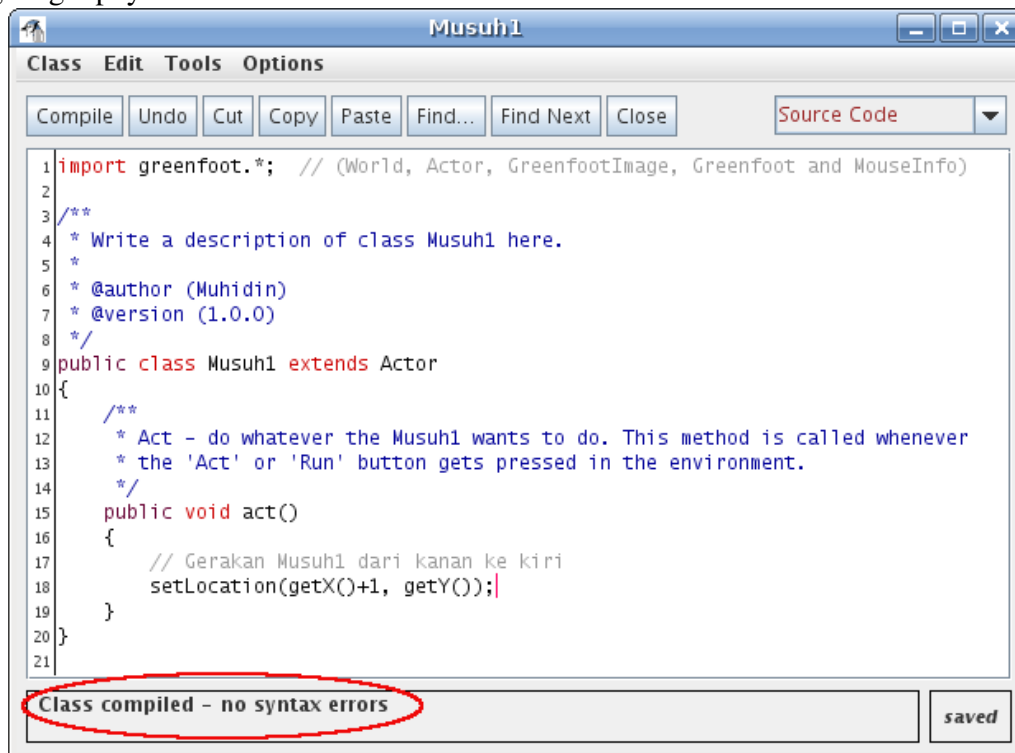 Musuh1
Class Edit Tools Options
Compile Undo Cut Copy Paste Find... Find Next Close Source Code
1 import greenfoot.*;  // (World, Actor, GreenfootImage, Greenfoot and MouseInfo)
2
3 /**
4  * Write a description of class Musuh1 here.
5  *
6  * @author (Muhidin)
7  * @version (1.0.0)
8  */
9 public class Musuh1 extends Actor
10 {
11     /**
12      * Act - do whatever the Musuh1 wants to do. This method is called whenever
13      * the 'Act' or 'Run' button gets pressed in the environment.
14      */
15     public void act()
16     {
17         // Gerakan Musuh1 dari kanan ke kiri
18         setLocation(getX()+1, getY());
19     }
20 }
21
Class compiled - no syntax errors
saved